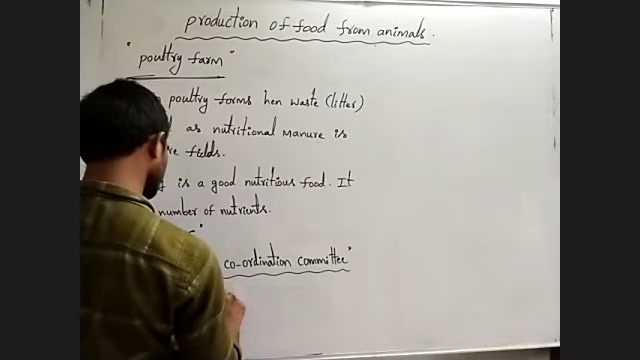 production of food from animals.
"poultry farm"
poultry forms hen waste (litter)
as nutritional manure is
fields.
is a good nutritious food. It
number of nutrients.
co-ordination committee"